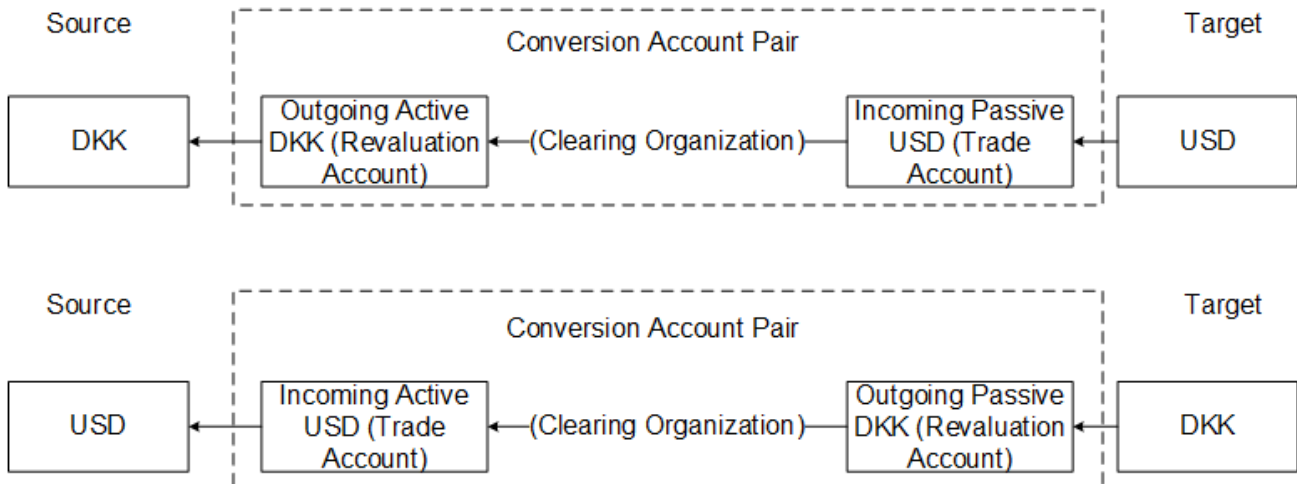 Source
Target
Conversion Account Pair
DKK
Outgoing Active
DKK (Revaluation
Account)
(Clearing Organization)
Incoming Passive
USD (Trade
Account)
USD
Source
Target
Conversion Account Pair
USD
Incoming Active
USD (Trade
Account)
(Clearing Organization)
Outgoing Passive
DKK (Revaluation
Account)
DKK